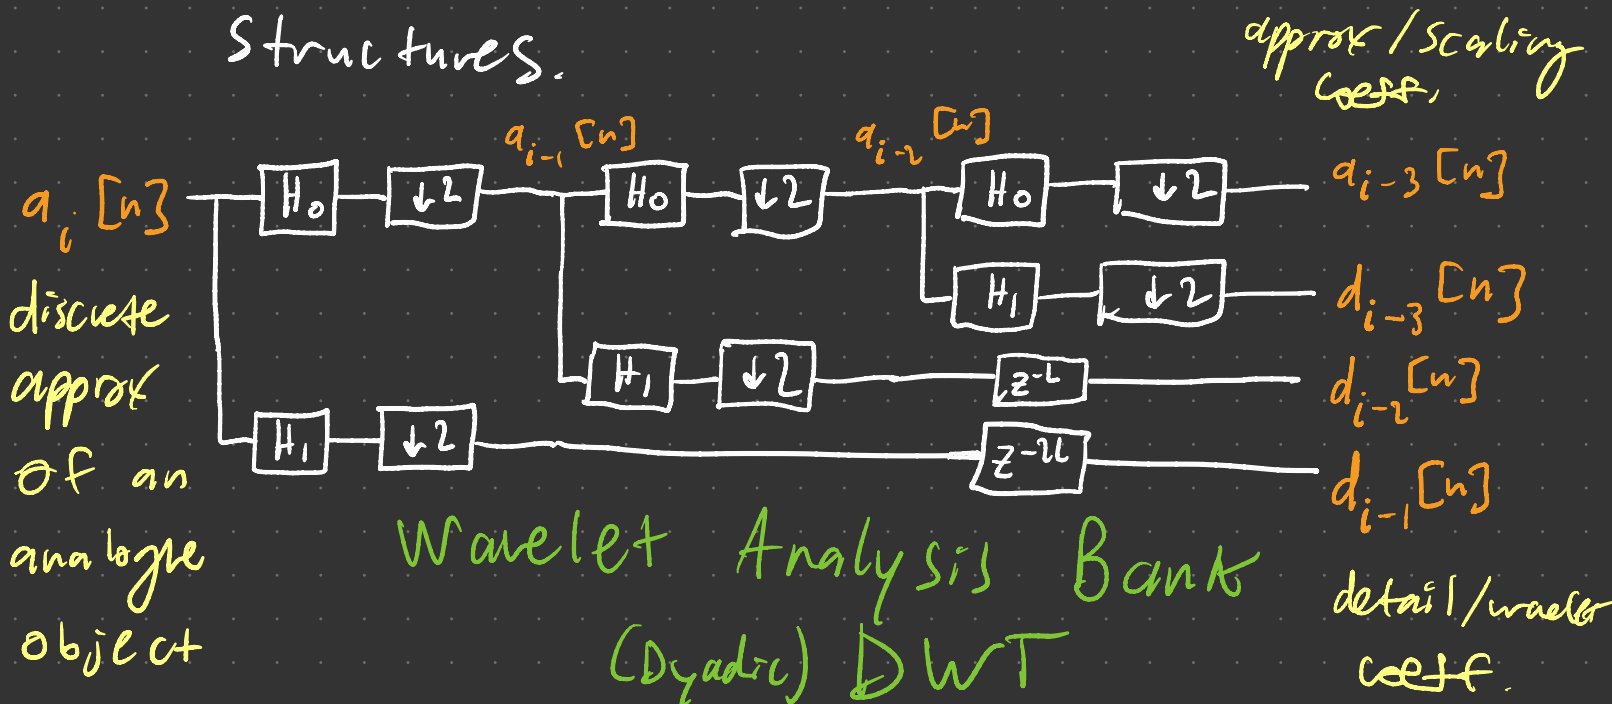 Structures.
approx/scaling
coeff.
a_i[n] H₀ ↓2 a_{i-1}[n] H₀ ↓2 a_{i-2}[n] H₀ ↓2 a_{i-3}[n]
H₁ ↓2 d_{i-3}[n]
H₁ ↓2 z^{-L} d_{i-2}[n]
H₁ ↓2 z^{-2L} d_{i-1}[n]
discrete
approx
of an
analogue
object
Wavelet Analysis Bank
(Dyadic) DWT
detail/wavelet
coeff.